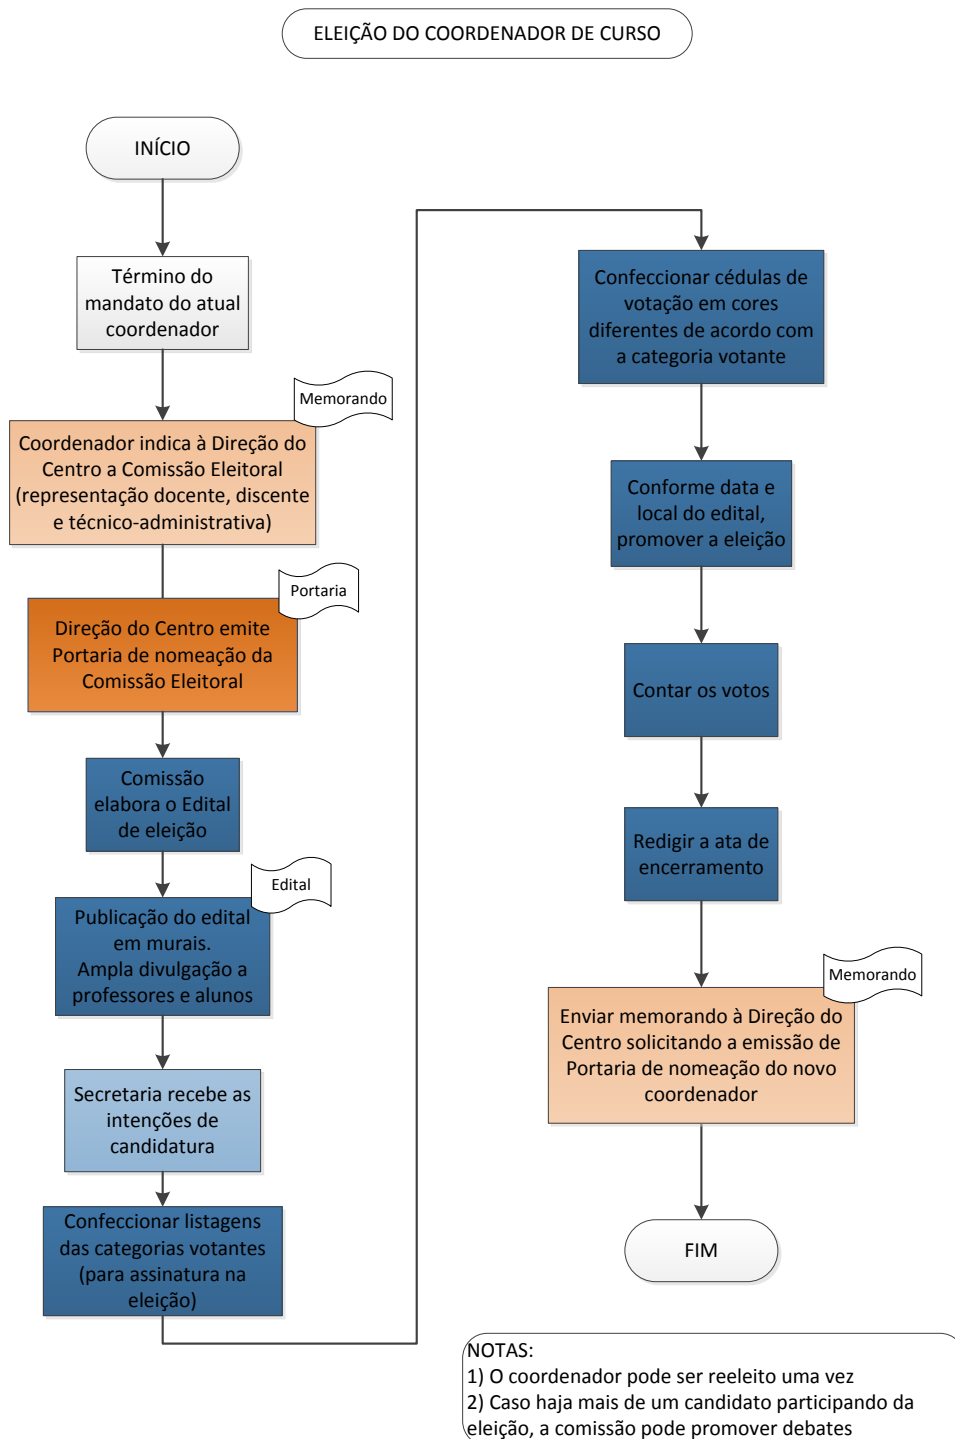 ELEIÇÃO DO COORDENADOR DE CURSO
INÍCIO
Término do
mandato do atual
coordenador
Memorando
Coordenador indica à Direção do
Centro a Comissão Eleitoral
(representação docente, discente
e técnico-administrativa)
Portaria
Direção do Centro emite
Portaria de nomeação da
Comissão Eleitoral
Comissão
elabora o Edital
de eleição
Edital
Publicação do edital
em murais.
Ampla divulgação a
professores e alunos
Secretaria recebe as
intenções de
candidatura
Confeccionar listagens
das categorias votantes
(para assinatura na
eleição)
Confeccionar cédulas de
votação em cores
diferentes de acordo com
a categoria votante
Conforme data e
local do edital,
promover a eleição
Contar os votos
Redigir a ata de
encerramento
Memorando
Enviar memorando à Direção do
Centro solicitando a emissão de
Portaria de nomeação do novo
coordenador
FIM
NOTAS:
1) O coordenador pode ser reeleito uma vez
2) Caso haja mais de um candidato participando da
eleição, a comissão pode promover debates